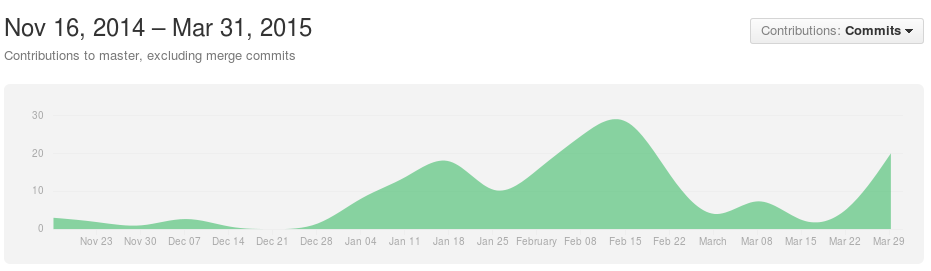 Nov 16, 2014 – Mar 31, 2015
Contributions: Commits
Contributions to master, excluding merge commits
30
20
10
0
Nov 23 Nov 30 Dec 07 Dec 14 Dec 21 Dec 28 Jan 04 Jan 11 Jan 18 Jan 25 February Feb 08 Feb 15 Feb 22 March Mar 08 Mar 15 Mar 22 Mar 29